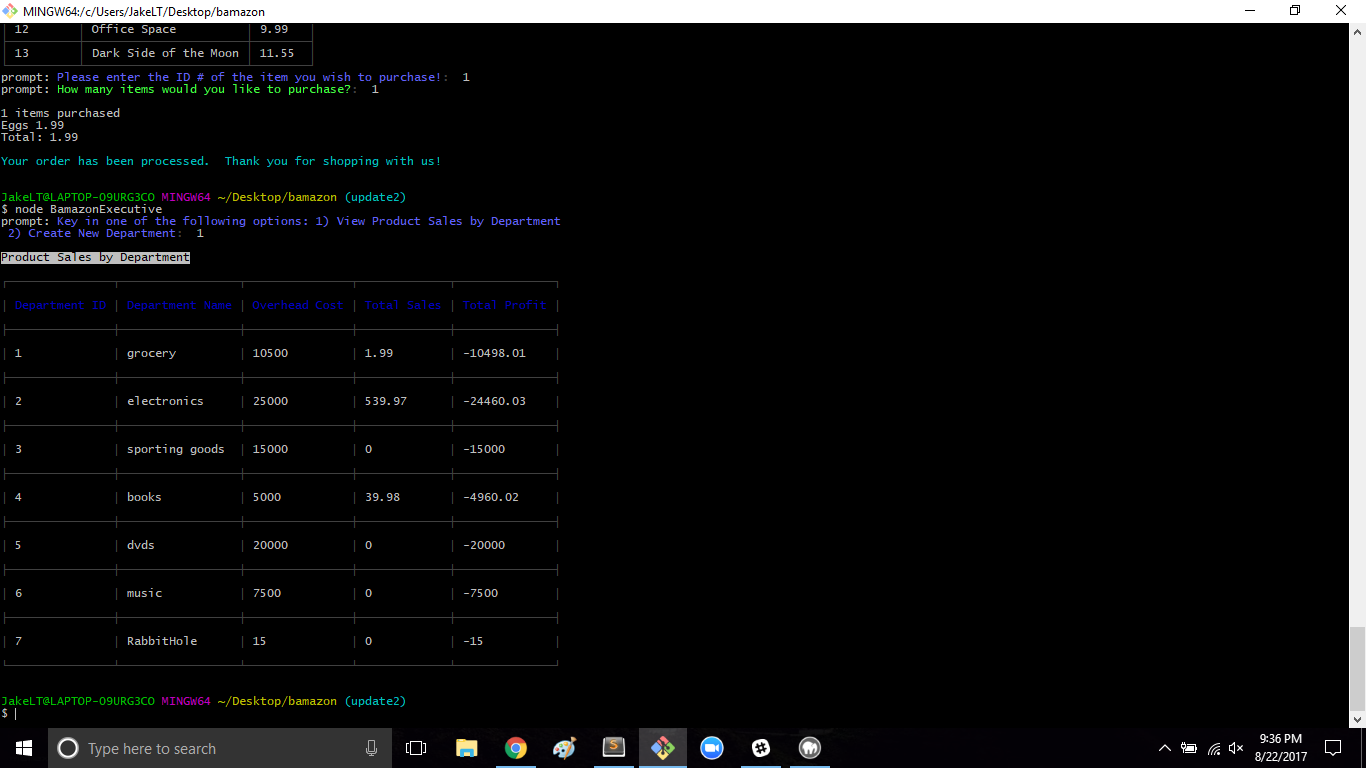 MINGW64:/c/Users/JakeLT/Desktop/bamazon
12 Office Space 9.99
13 Dark Side of the Moon 11.55
prompt: Please enter the ID # of the item you wish to purchase!: 1
prompt: How many items would you like to purchase?: 1
1 items purchased
Eggs 1.99
Total: 1.99
Your order has been processed. Thank you for shopping with us!
JakeLT@LAPTOP-O9URG3CO MINGW64 ~/Desktop/bamazon (update2)
$ node BamazonExecutive
prompt: Key in one of the following options: 1) View Product Sales by Department
2) Create New Department: 1
Product Sales by Department
Department ID Department Name Overhead Cost Total Sales Total Profit
1 grocery 10500 1.99 -10498.01
2 electronics 25000 539.97 -24460.03
3 sporting goods 15000 0 -15000
4 books 5000 39.98 -4960.02
5 dvds 20000 0 -20000
6 music 7500 0 -7500
7 RabbitHole 15 0 -15
JakeLT@LAPTOP-O9URG3CO MINGW64 ~/Desktop/bamazon (update2)
$
Type here to search
9:36 PM
8/22/2017